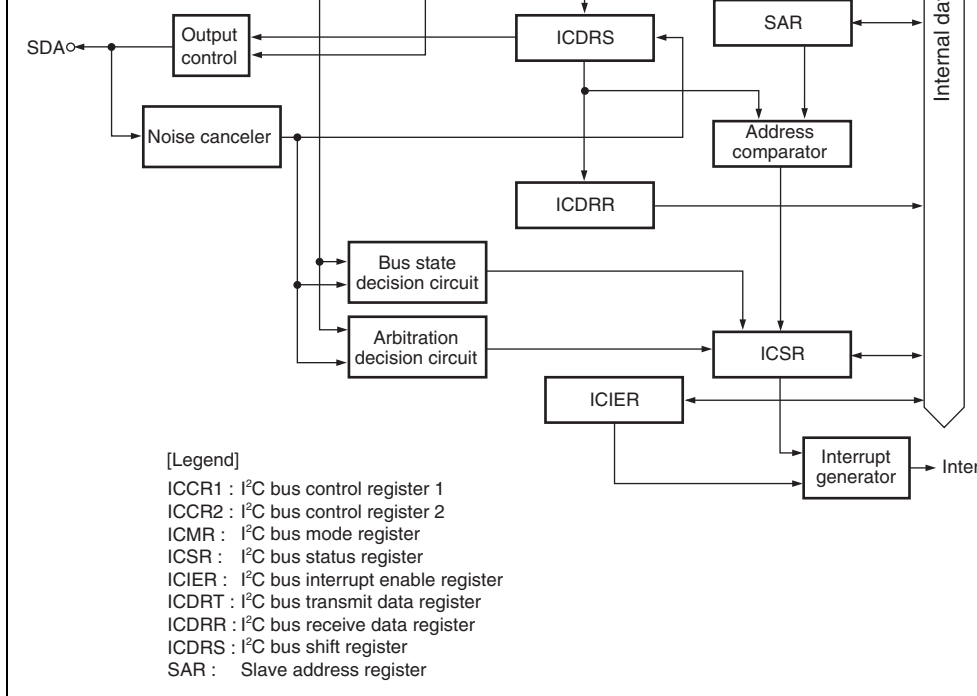 SDA
Output
control
ICDRS
SAR
Noise canceler
Address
comparator
ICDRR
Bus state
decision circuit
Arbitration
decision circuit
ICSR
ICIER
Interrupt
generator
[Legend]
ICCR1 : I²C bus control register 1
ICCR2 : I²C bus control register 2
ICMR : I²C bus mode register
ICSR : I²C bus status register
ICIER : I²C bus interrupt enable register
ICDRT : I²C bus transmit data register
ICDRR : I²C bus receive data register
ICDRS : I²C bus shift register
SAR : Slave address register
Internal